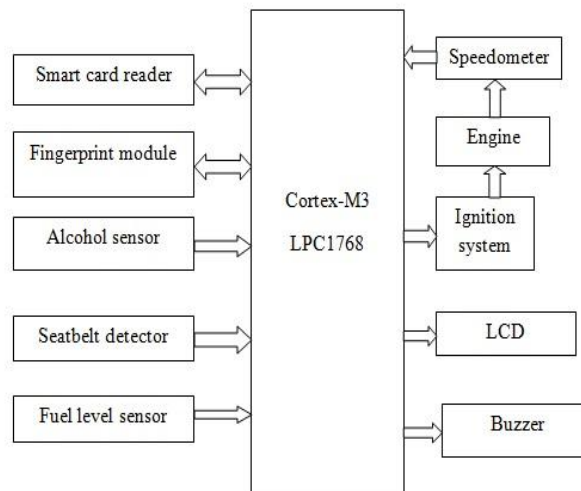 Smart card reader
Fingerprint module
Alcohol sensor
Seatbelt detector
Fuel level sensor
Cortex-M3
LPC1768
Speedometer
Engine
Ignition
system
LCD
Buzzer